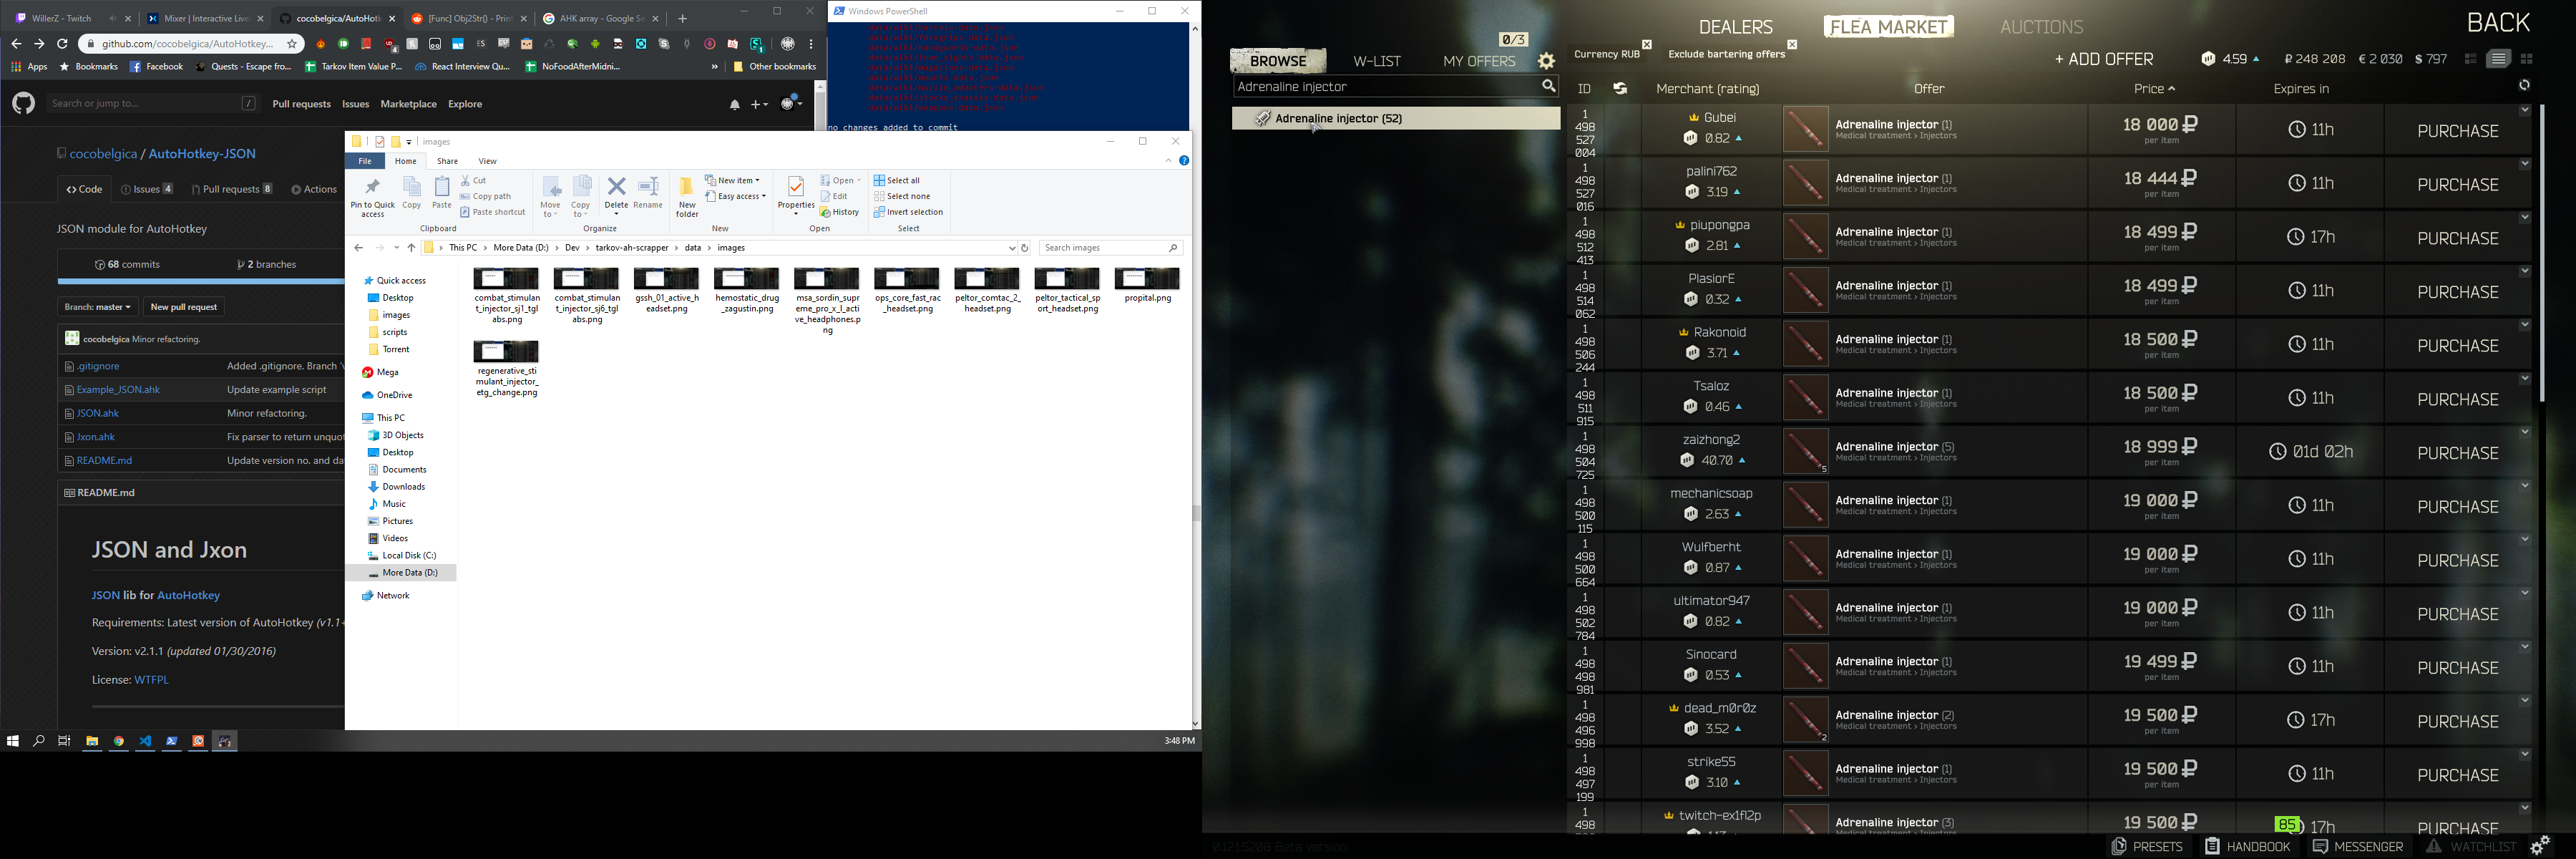 WillerZ - Twitch
Mixer | Interactive Live
cocobelgica/AutoHotk
[Func] Obj2Str() - Print
AHK array - Google Se
github.com/cocobelgica/AutoHotkey...
Apps
Bookmarks
Facebook
Quests - Escape fro...
Tarkov Item Value P...
React Interview Qu...
NoFoodAfterMidni...
Other bookmarks
Search or jump to...
Pull requests
Issues
Marketplace
Explore
cocobelgica / AutoHotkey-JSON
Code
Issues 4
Pull requests 8
Actions
JSON module for AutoHotkey
68 commits
2 branches
Branch: master
New pull request
cocobelgica Minor refactoring.
.gitignore
Added .gitignore. Branch
Example_JSON.ahk
Update example script
JSON.ahk
Minor refactoring.
Jxon.ahk
Fix parser to return unquot
README.md
Update version no. and da
README.md
JSON and Jxon
JSON lib for AutoHotkey
Requirements: Latest version of AutoHotkey (v1.1+
Version: v2.1.1 (updated 01/30/2016)
License: WTFPL
Windows PowerShell
no changes added to commit
images
File
Home
Share
View
Pin to Quick access
Copy
Paste
Cut
Copy path
Paste shortcut
Move to
Copy to
Delete
Rename
New folder
New item
Easy access
Properties
Open
Edit
History
Select all
Select none
Invert selection
Clipboard
Organize
New
Open
Select
This PC > More Data (D:) > Dev > tarkov-ah-scrapper > data > images
Search images
Quick access
Desktop
images
scripts
Torrent
Mega
OneDrive
This PC
3D Objects
Desktop
Documents
Downloads
Music
Pictures
Videos
Local Disk (C:)
More Data (D:)
Network
combat_stimulant_injector_sj1_tglabs.png
combat_stimulant_injector_sj6_tglabs.png
gssh_01_active_headset.png
hemostatic_drug_zagustin.png
msa_sordin_supreme_pro_x_l_active_headphones.png
ops_core_fast_rac_headset.png
peltor_comtac_2_headset.png
peltor_tactical_sport_headset.png
propital.png
regenerative_stimulant_injector_etg_change.png
3:48 PM
DEALERS
FLEA MARKET
AUCTIONS
BACK
BROWSE
W-LIST
0/3
MY OFFERS
Currency RUB
Exclude bartering offers
+ ADD OFFER
4.59
₽ 248 208
€ 2 030
$ 797
Adrenaline injector
Adrenaline injector (52)
ID
Merchant (rating)
Offer
Price
Expires in
1 498 527 004
Gubei
0.82
Adrenaline injector (1)
Medical treatment > Injectors
18 000 ₽
per item
11h
PURCHASE
1 498 527 016
palini762
3.19
Adrenaline injector (1)
Medical treatment > Injectors
18 444 ₽
per item
11h
PURCHASE
1 498 512 413
piupongpa
2.81
Adrenaline injector (1)
Medical treatment > Injectors
18 499 ₽
per item
17h
PURCHASE
1 498 514 062
PlasiorE
0.32
Adrenaline injector (1)
Medical treatment > Injectors
18 499 ₽
per item
11h
PURCHASE
1 498 506 244
Rakonoid
3.71
Adrenaline injector (1)
Medical treatment > Injectors
18 500 ₽
per item
11h
PURCHASE
1 498 511 915
Tsaloz
0.46
Adrenaline injector (1)
Medical treatment > Injectors
18 500 ₽
per item
11h
PURCHASE
1 498 504 725
zaizhong2
40.70
5
Adrenaline injector (5)
Medical treatment > Injectors
18 999 ₽
per item
01d 02h
PURCHASE
1 498 500 115
mechanicsoap
2.63
Adrenaline injector (1)
Medical treatment > Injectors
19 000 ₽
per item
11h
PURCHASE
1 498 500 664
Wulfberht
0.87
Adrenaline injector (1)
Medical treatment > Injectors
19 000 ₽
per item
11h
PURCHASE
1 498 502 784
ultimator947
0.82
Adrenaline injector (1)
Medical treatment > Injectors
19 000 ₽
per item
11h
PURCHASE
1 498 498 981
Sinocard
0.53
Adrenaline injector (1)
Medical treatment > Injectors
19 499 ₽
per item
11h
PURCHASE
1 498 496 998
dead_m0r0z
3.52
2
Adrenaline injector (2)
Medical treatment > Injectors
19 500 ₽
per item
17h
PURCHASE
1 498 497 199
strike55
3.10
Adrenaline injector (1)
Medical treatment > Injectors
19 500 ₽
per item
11h
PURCHASE
1 498
twitch-ex1fl2p
Adrenaline injector (3)
Medical treatment > Injectors
19 500 ₽
85
17h
PURCHASE
PRESETS
HANDBOOK
MESSENGER
WATCHLIST